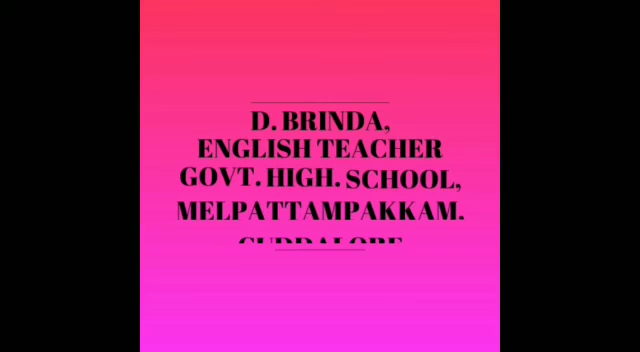 D. BRINDA,
ENGLISH TEACHER
GOVT. HIGH. SCHOOL,
MELPATTAMPAKKAM.